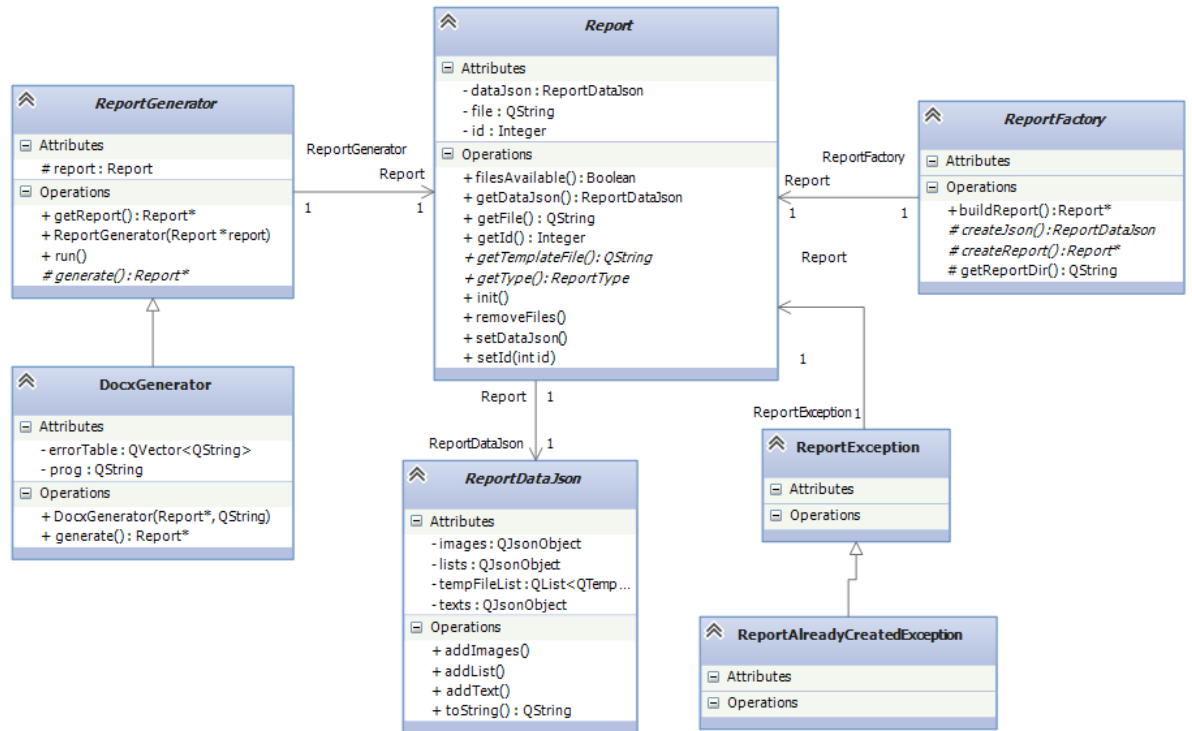 Report
Attributes
- dataJson : ReportDataJson
- file : QString
- id : Integer
Operations
+ filesAvailable() : Boolean
+ getDataJson() : ReportDataJson
+ getFile() : QString
+ getId() : Integer
+ getTemplateFile() : QString
+ getType() : ReportType
+ init()
+ removeFiles()
+ setDataJson()
+ setId(int id)
ReportGenerator
Attributes
# report : Report
Operations
+ getReport() : Report*
+ ReportGenerator(Report *report)
+ run()
# generate() : Report*
ReportGenerator
Report
1
1
ReportFactory
Attributes
Operations
+ buildReport() : Report*
# createJson() : ReportDataJson
# createReport() : Report*
# getReportDir() : QString
ReportFactory
Report
1
1
Report
1
ReportException 1
DocxGenerator
Attributes
- errorTable : QVector<QString>
- prog : QString
Operations
+ DocxGenerator(Report*, QString)
+ generate() : Report*
Report 1
ReportDataJson 1
ReportDataJson
Attributes
- images : QJsonObject
- lists : QJsonObject
- tempFileList : QList<QTemp...
- texts : QJsonObject
Operations
+ addImages()
+ addList()
+ addText()
+ toString() : QString
ReportException
Attributes
Operations
ReportAlreadyCreatedException
Attributes
Operations